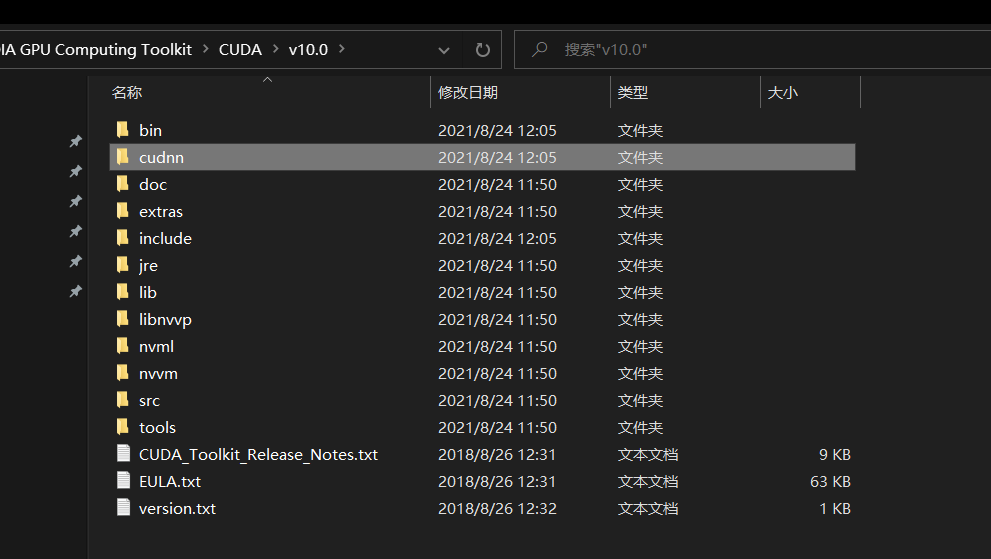 IA GPU Computing Toolkit > CUDA > v10.0 >
搜索"v10.0"
名称 修改日期 类型 大小
bin 2021/8/24 12:05 文件夹
cudnn 2021/8/24 12:05 文件夹
doc 2021/8/24 11:50 文件夹
extras 2021/8/24 11:50 文件夹
include 2021/8/24 12:05 文件夹
jre 2021/8/24 11:50 文件夹
lib 2021/8/24 11:50 文件夹
libnvvp 2021/8/24 11:50 文件夹
nvml 2021/8/24 11:50 文件夹
nvvm 2021/8/24 11:50 文件夹
src 2021/8/24 11:50 文件夹
tools 2021/8/24 11:50 文件夹
CUDA_Toolkit_Release_Notes.txt 2018/8/26 12:31 文本文档 9 KB
EULA.txt 2018/8/26 12:31 文本文档 63 KB
version.txt 2018/8/26 12:32 文本文档 1 KB